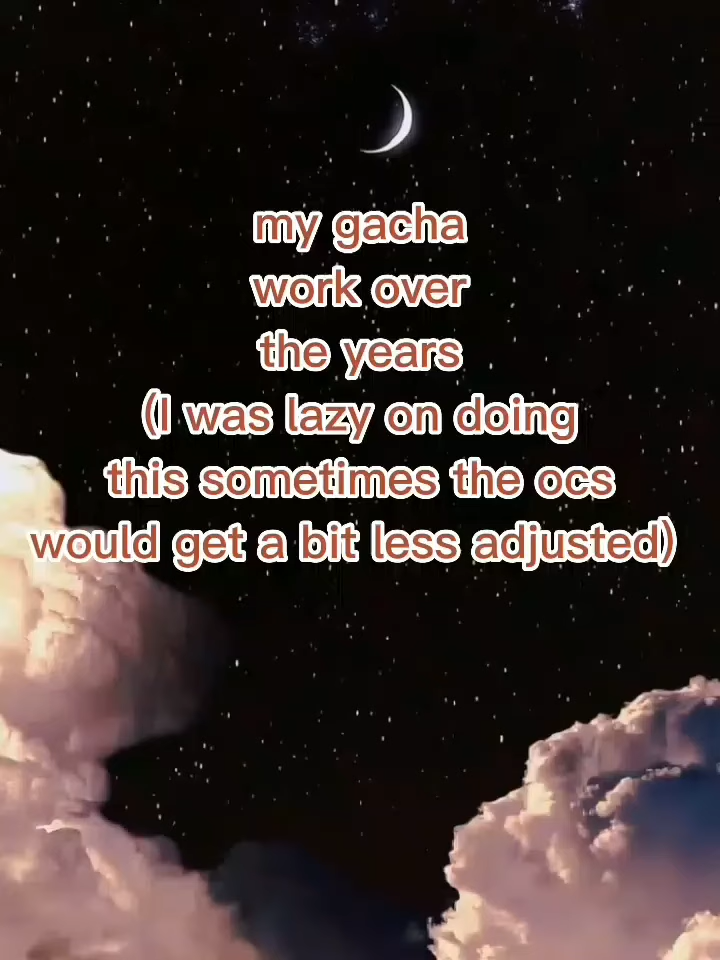 my gacha
work over
the years
(I was lazy on doing
this sometimes the ocs
would get a bit less adjusted)